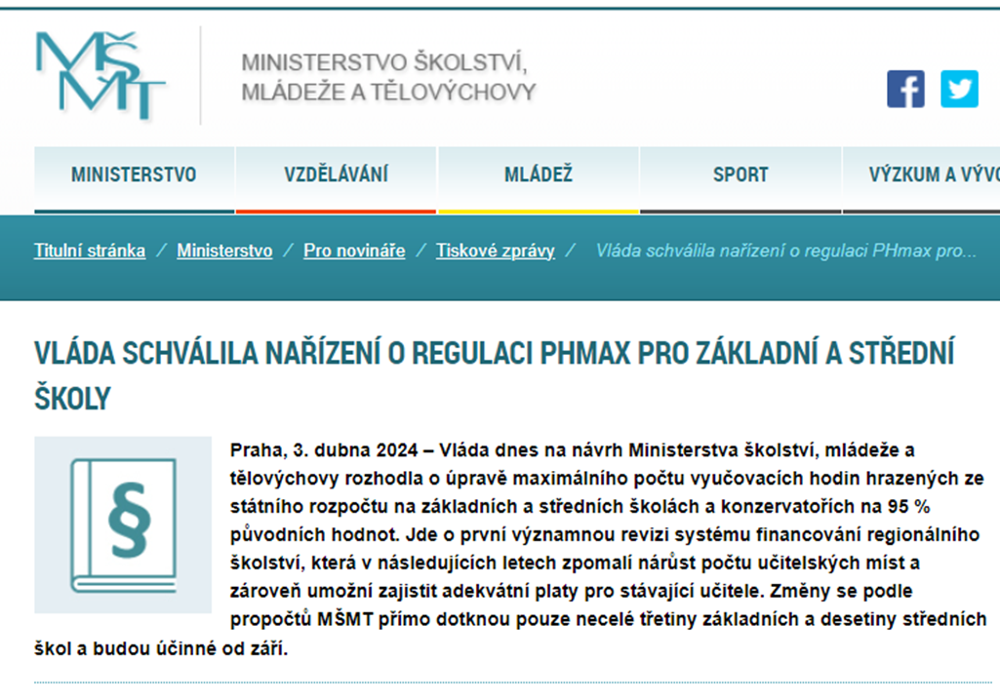 MŠMT
MINISTERSTVO ŠKOLSTVÍ,
MLÁDEŽE A TĚLOVÝCHOVY
MINISTERSTVO
VZDĚLÁVÁNÍ
MLÁDEŽ
SPORT
VÝZKUM A VÝVO
Titulní stránka / Ministerstvo / Pro novináře / Tiskové zprávy / Vláda schválila nařízení o regulaci PHmax pro...
VLÁDA SCHVÁLILA NAŘÍZENÍ O REGULACI PHMAX PRO ZÁKLADNÍ A STŘEDNÍ
ŠKOLY
§
Praha, 3. dubna 2024 – Vláda dnes na návrh Ministerstva školství, mládeže a
tělovýchovy rozhodla o úpravě maximálního počtu vyučovacích hodin hrazených ze
státního rozpočtu na základních a středních školách a konzervatořích na 95 %
původních hodnot. Jde o první významnou revizi systému financování regionálního
školství, která v následujících letech zpomalí nárůst počtu učitelských míst a
zároveň umožní zajistit adekvátní platy pro stávající učitele. Změny se podle
propočtů MŠMT přímo dotknou pouze necelé třetiny základních a desetiny středních
škol a budou účinné od září.